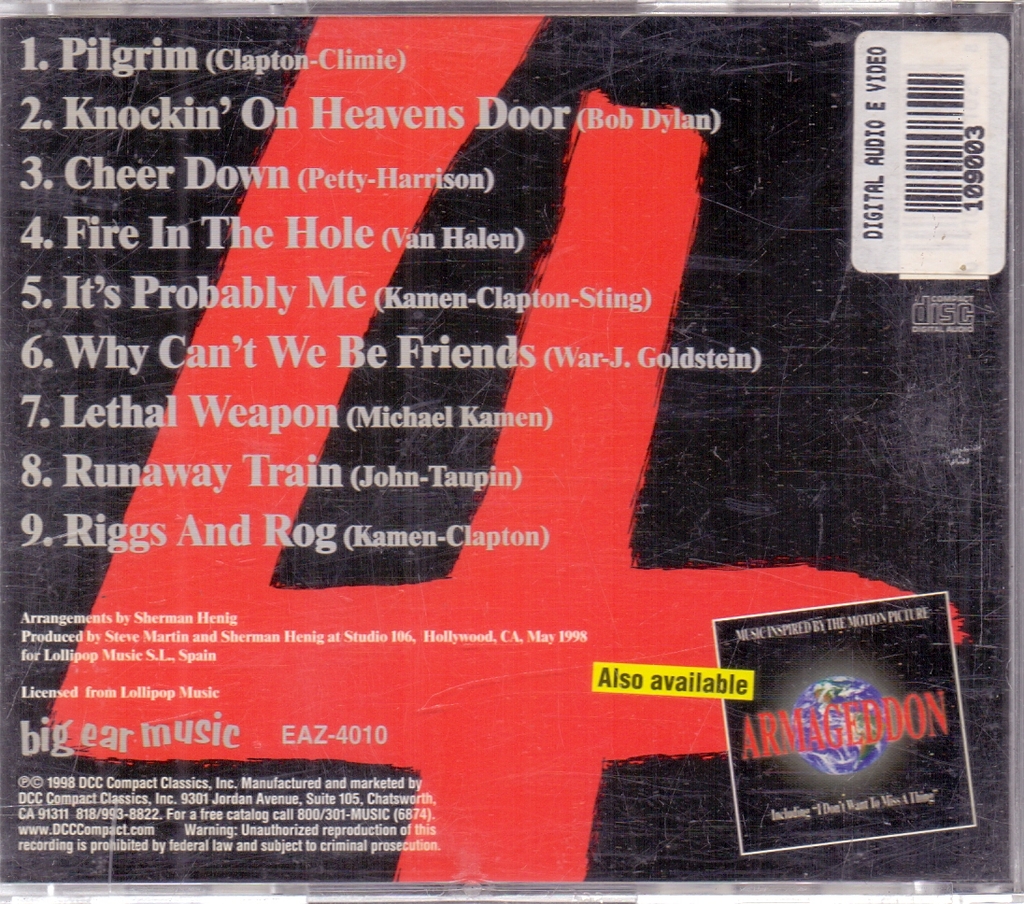 1. Pilgrim (Clapton-Climie)
2. Knockin' On Heavens Door (Bob Dylan)
3. Cheer Down (Petty-Harrison)
4. Fire In The Hole (Van Halen)
5. It's Probably Me (Kamen-Clapton-Sting)
6. Why Can't We Be Friends (War-J. Goldstein)
7. Lethal Weapon (Michael Kamen)
8. Runaway Train (John-Taupin)
9. Riggs And Rog (Kamen-Clapton)
DIGITAL AUDIO E VIDEO
109003
COMPACT
disc
DIGITAL AUDIO
Arrangements by Sherman Henig
Produced by Steve Martin and Sherman Henig at Studio 106, Hollywood, CA, May 1998
for Lollipop Music S.L., Spain
Licensed from Lollipop Music
big ear music EAZ-4010
℗© 1998 DCC Compact Classics, Inc. Manufactured and marketed by
DCC Compact Classics, Inc. 9301 Jordan Avenue, Suite 105, Chatsworth,
CA 91311 818/993-8822. For a free catalog call 800/301-MUSIC (6874).
www.DCCCompact.com Warning: Unauthorized reproduction of this
recording is prohibited by federal law and subject to criminal prosecution.
Also available
MUSIC INSPIRED BY THE MOTION PICTURE
ARMAGEDDON
Including "I Don't Want To Miss A Thing"